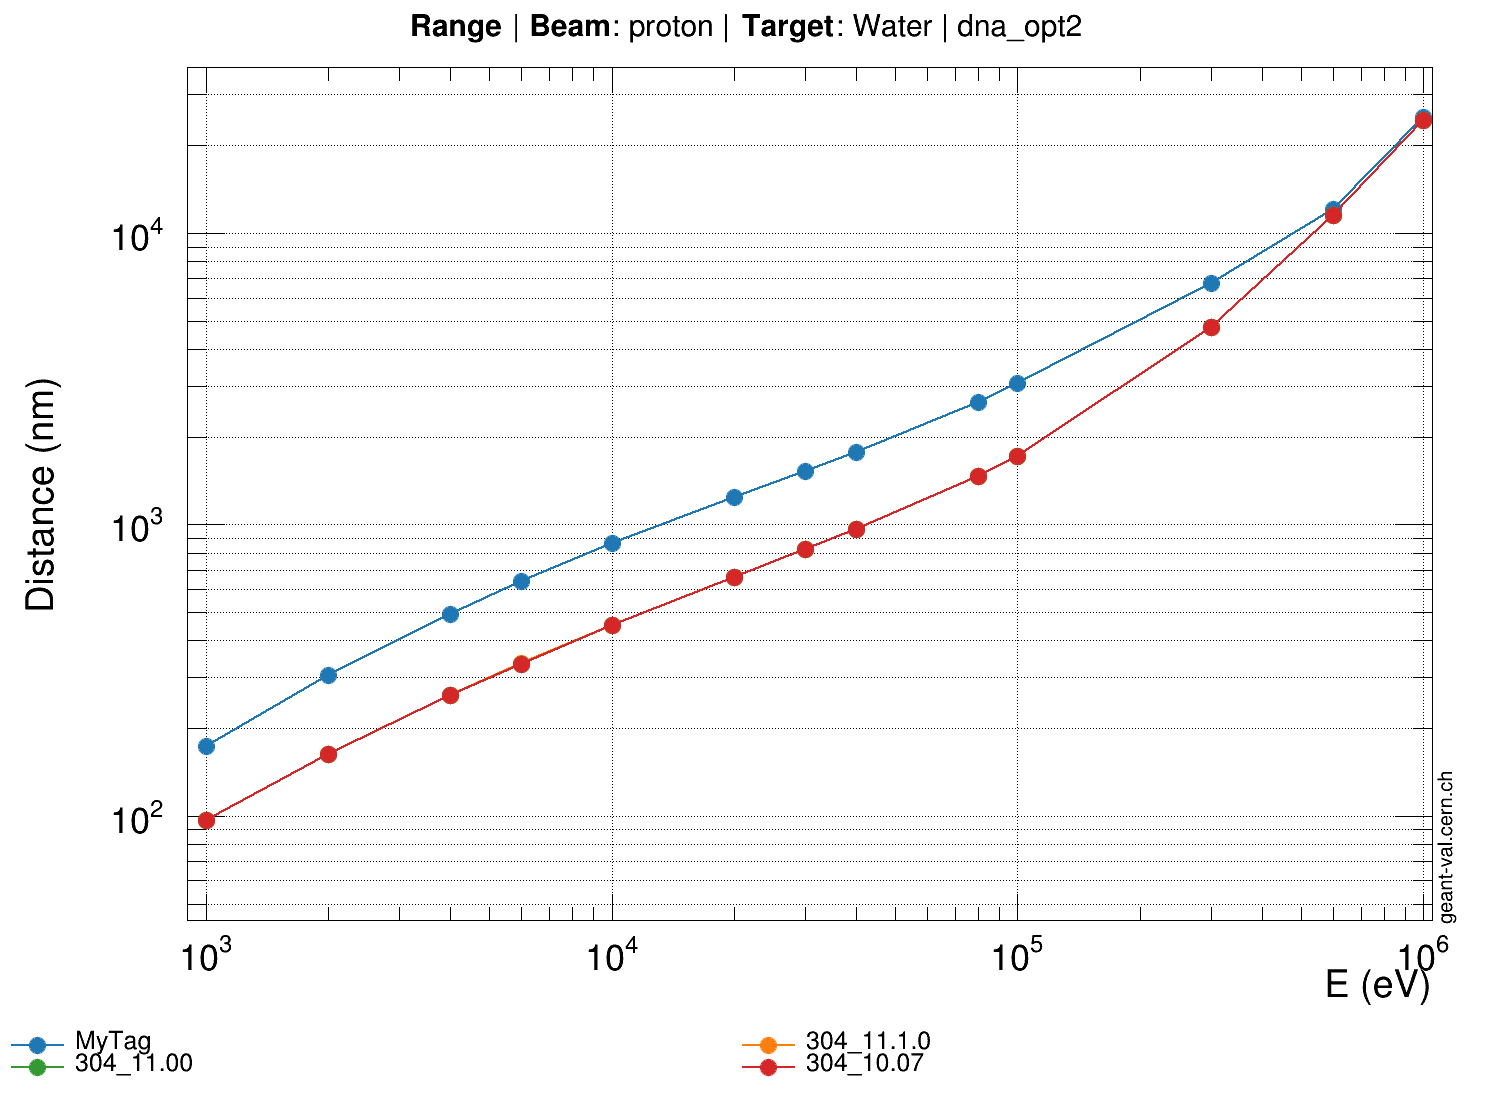 Range | Beam: proton | Target: Water | dna_opt2
Distance (nm)
10^4
10^3
10^2
10^3
10^4
10^5
10^6
E (eV)
geant-val.cern.ch
MyTag
304_11.1.0
304_11.00
304_10.07